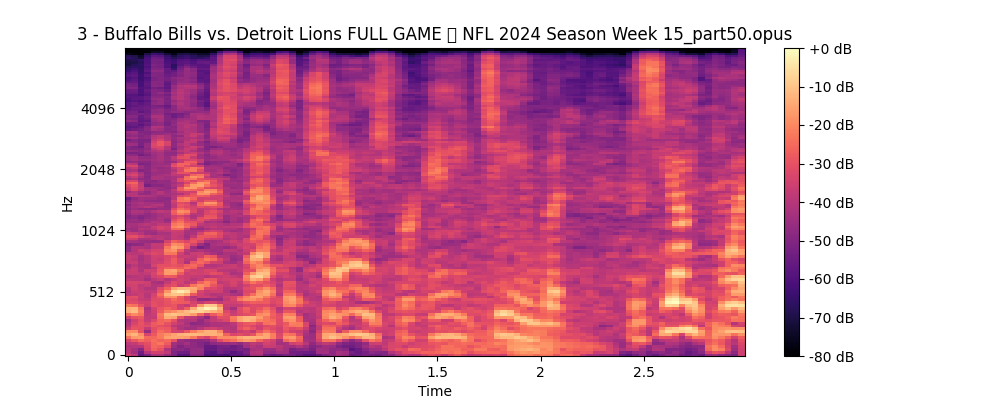 3 - Buffalo Bills vs. Detroit Lions FULL GAME ▯ NFL 2024 Season Week 15_part50.opus
Hz
4096
2048
1024
512
0
0
0.5
1
1.5
2
2.5
Time
+0 dB
-10 dB
-20 dB
-30 dB
-40 dB
-50 dB
-60 dB
-70 dB
-80 dB